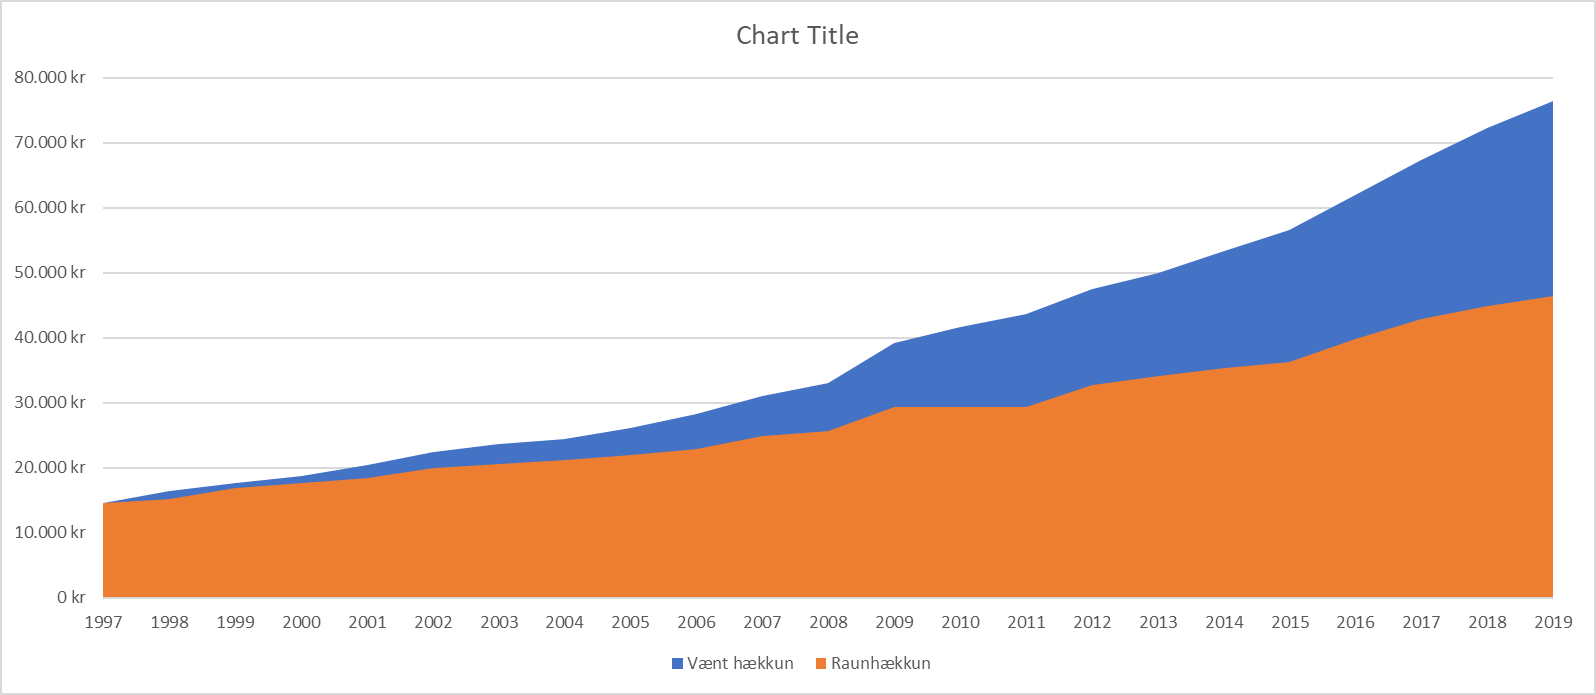 Chart Title
80.000 kr
70.000 kr
60.000 kr
50.000 kr
40.000 kr
30.000 kr
20.000 kr
10.000 kr
0 kr
1997 1998 1999 2000 2001 2002 2003 2004 2005 2006 2007 2008 2009 2010 2011 2012 2013 2014 2015 2016 2017 2018 2019
Vænt hækkun Raunhækkun